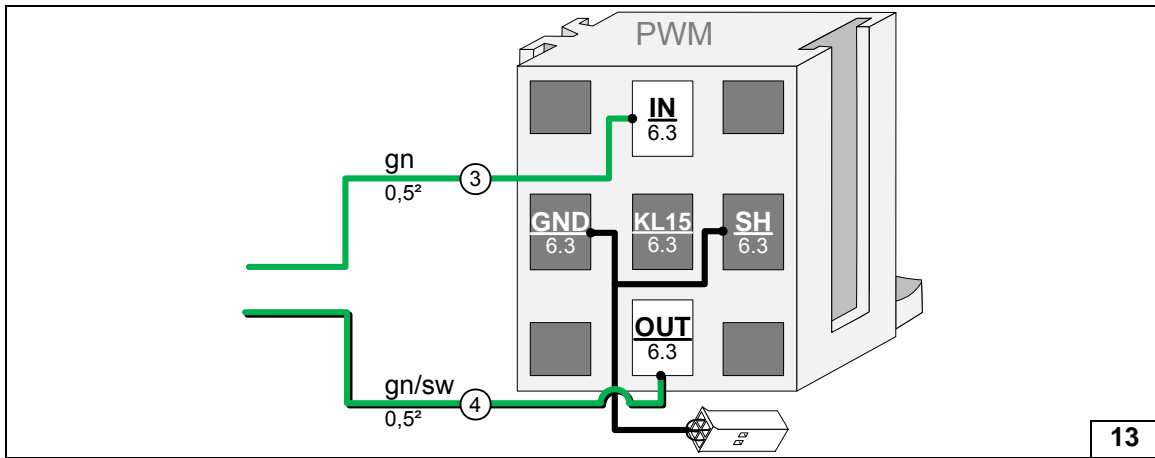 PWM
IN
6.3
gn
3
0,5²
GND
6.3
KL15
6.3
SH
6.3
OUT
6.3
gn/sw
4
0,5²
13